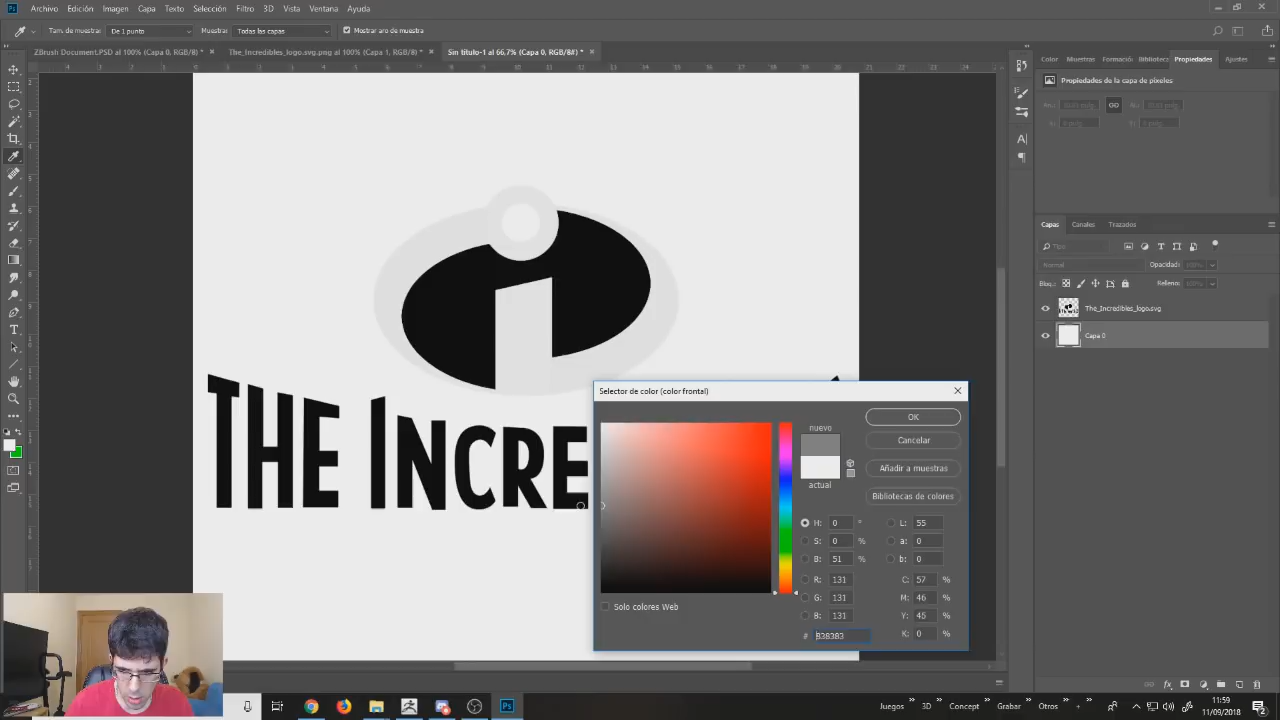 Archivo Edición Imagen Capa Texto Selección Filtro 3D Vista Ventana Ayuda
Tam. de muestra: De 1 punto Muestra: Todas las capas Mostrar aro de muestra
ZBrush Document.PSD al 100% (Capa 0, RGB/8) * The_Incredibles_logo.svg.png al 100% (Capa 1, RGB/8) * Sin título-1 al 66,7% (Capa 0, RGB/8#) *
Color Muestras Formació Biblioteca Propiedades Ajustes
Propiedades de la capa de píxeles
Capas Canales Trazados
Tipo
Normal Opacidad: 100%
Bloq.: Relleno: 100%
The_Incredibles_logo.svg
Capa 0
THE INCRE
Selector de color (color frontal)
nuevo
actual
OK
Cancelar
Añadir a muestras
Bibliotecas de colores
H: 0 ° L: 55
S: 0 % a: 0
B: 51 % b: 0
R: 131 C: 57 %
G: 131 M: 46 %
B: 131 Y: 45 %
# 838383 K: 0 %
Solo colores Web
Juegos » 3D » Concept » Grabar » Otros »
11:59
11/09/2018